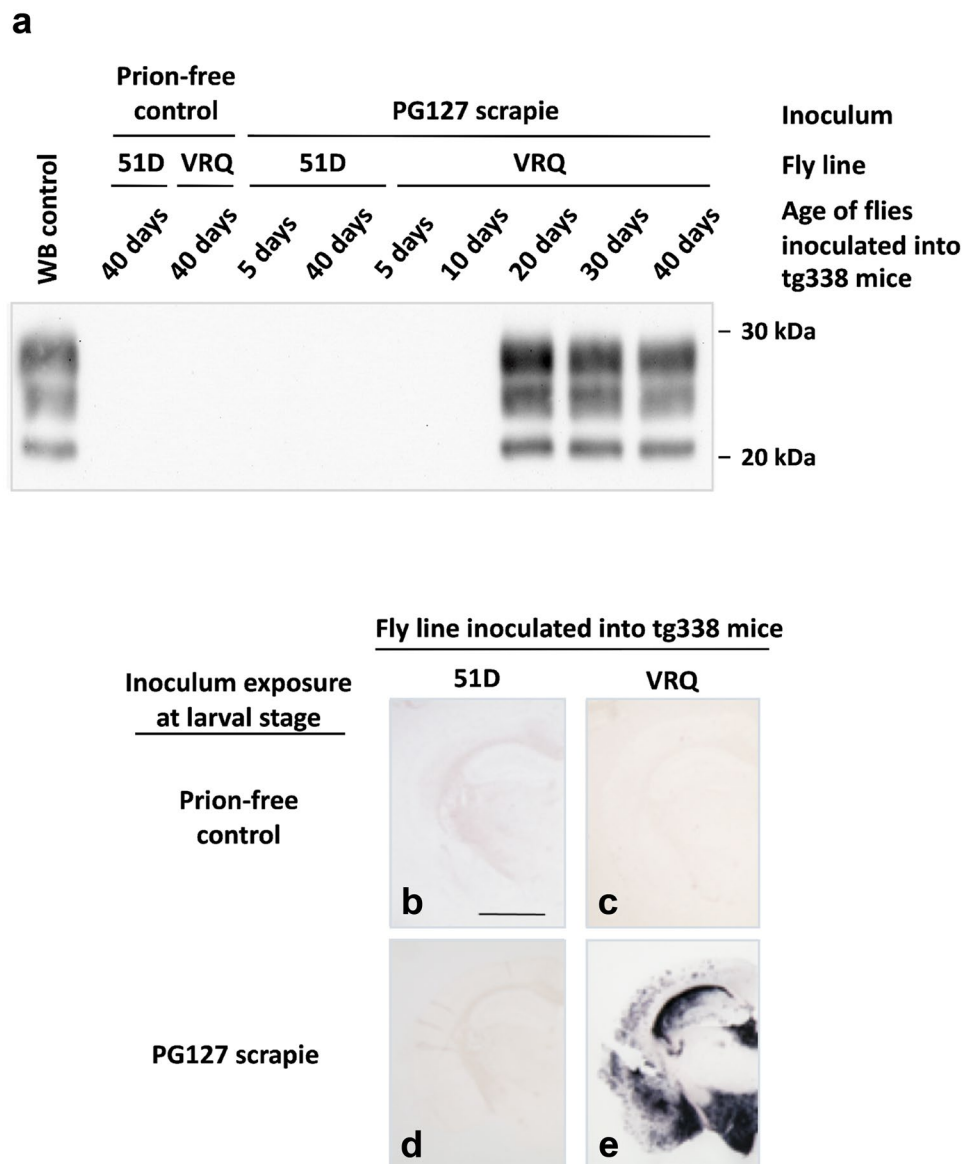 a
Prion-free
control
PG127 scrapie
Inoculum
51D
VRQ
51D
VRQ
Fly line
WB control
40 days
40 days
5 days
40 days
5 days
10 days
20 days
30 days
40 days
Age of flies
inoculated into
tg338 mice
– 30 kDa
– 20 kDa
Fly line inoculated into tg338 mice
Inoculum exposure
at larval stage
51D
VRQ
Prion-free
control
b
c
PG127 scrapie
d
e